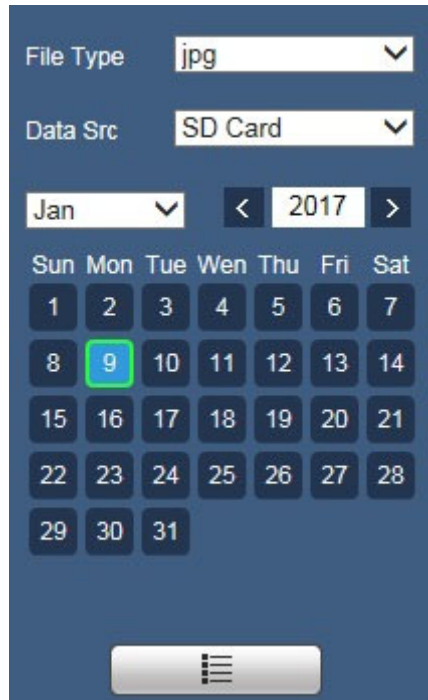 File Type jpg
Data Src SD Card
Jan < 2017 >
Sun Mon Tue Wen Thu Fri Sat
1 2 3 4 5 6 7
8 9 10 11 12 13 14
15 16 17 18 19 20 21
22 23 24 25 26 27 28
29 30 31